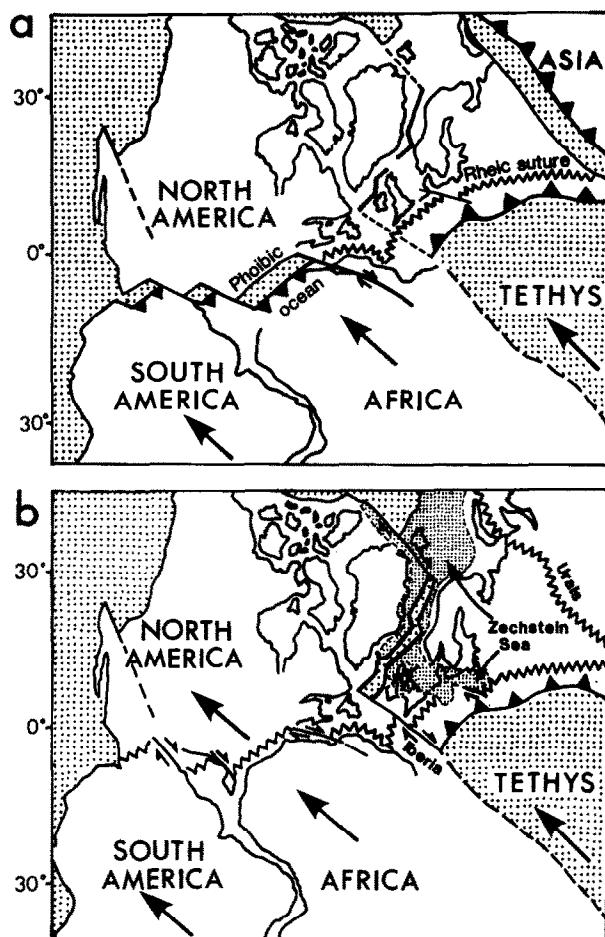 a
ASIA
30°
Rheic suture
NORTH
AMERICA
0°
Phoibic
ocean
TETHYS
SOUTH
AMERICA
AFRICA
30°
b
30°
Urals
Zechstein
Sea
NORTH
AMERICA
0°
Iberia
TETHYS
SOUTH
AMERICA
AFRICA
30°